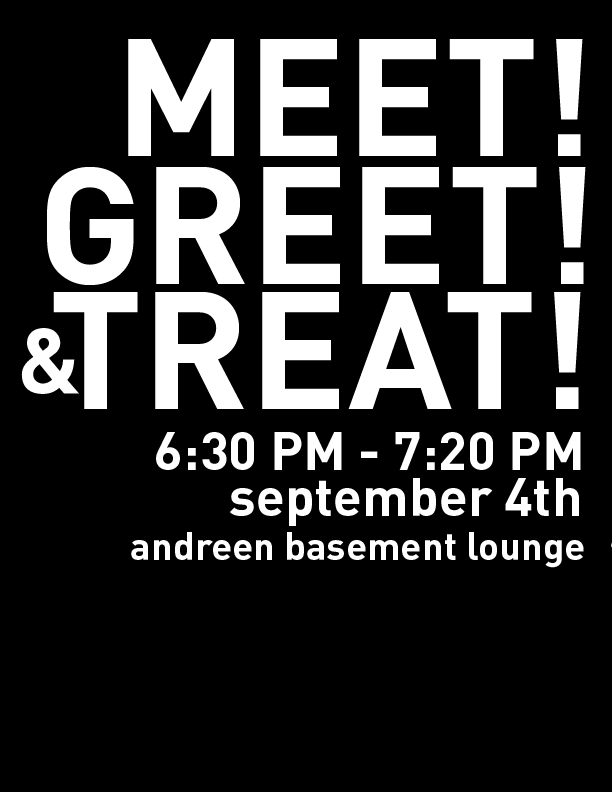 MEET!
GREET!
&TREAT!
6:30 PM - 7:20 PM
september 4th
andreen basement lounge